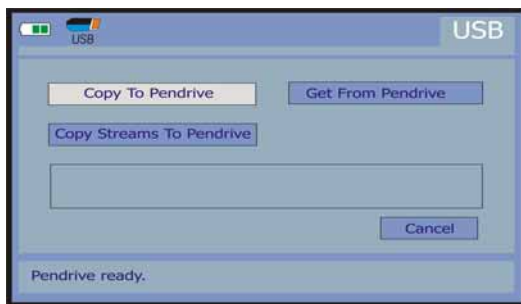 USB
USB
Copy To Pendrive
Get From Pendrive
Copy Streams To Pendrive
Cancel
Pendrive ready.